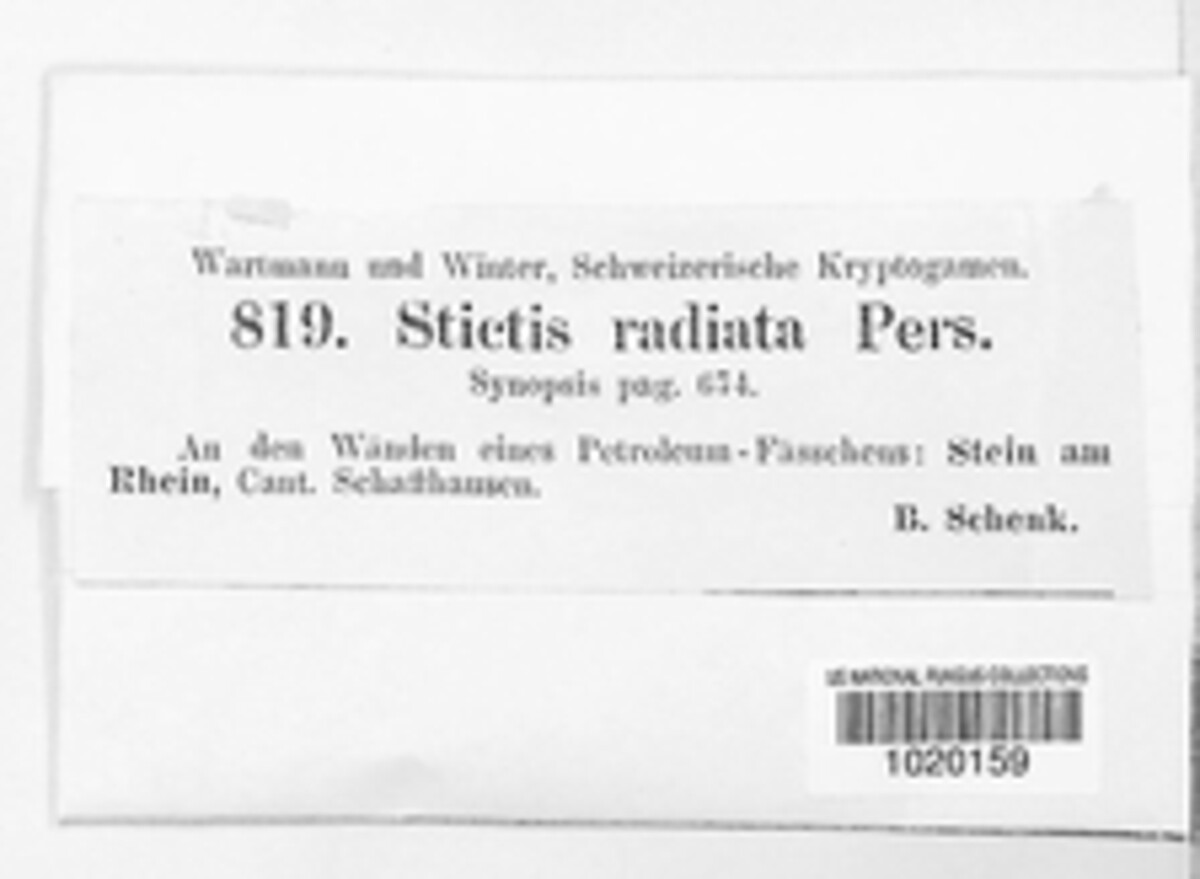 Wartmann und Winter, Schweizerische Kryptogamen.
819. Stictis radiata Pers.
Synopsis pag. 674.
An den Wänden eines Petroleum-Fässchens: Stein am
Rhein, Cant. Schaffhausen.
B. Schenk.
US NATIONAL FUNGUS COLLECTIONS
1020159